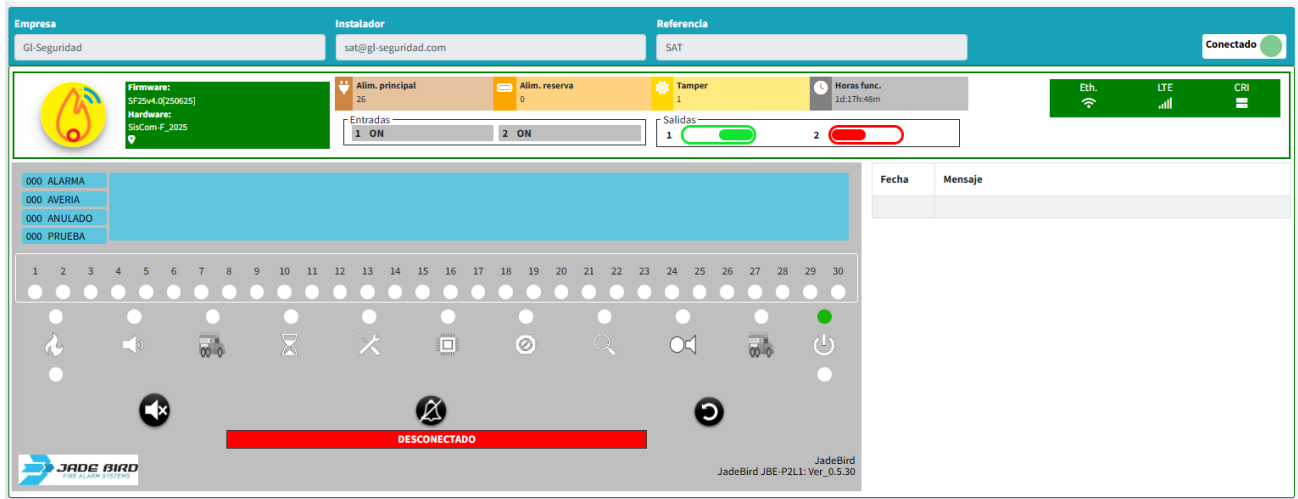 Empresa Instalador Referencia
Gl-Seguridad sat@gl-seguridad.com SAT Conectado
Firmware:
SF25v4.0[250625]
Hardware:
SisCom-F_2025
Alim. principal
26
Alim. reserva
0
Tamper
1
Horas func.
1d:17h:48m
Eth. LTE CRI
Entradas
1 ON 2 ON
Salidas
1 2
000 ALARMA
000 AVERIA
000 ANULADO
000 PRUEBA
Fecha Mensaje
1 2 3 4 5 6 7 8 9 10 11 12 13 14 15 16 17 18 19 20 21 22 23 24 25 26 27 28 29 30
DESCONECTADO
JADE BIRD
FIRE ALARM SYSTEMS
JadeBird
JadeBird JBE-P2L1: Ver_0.5.30